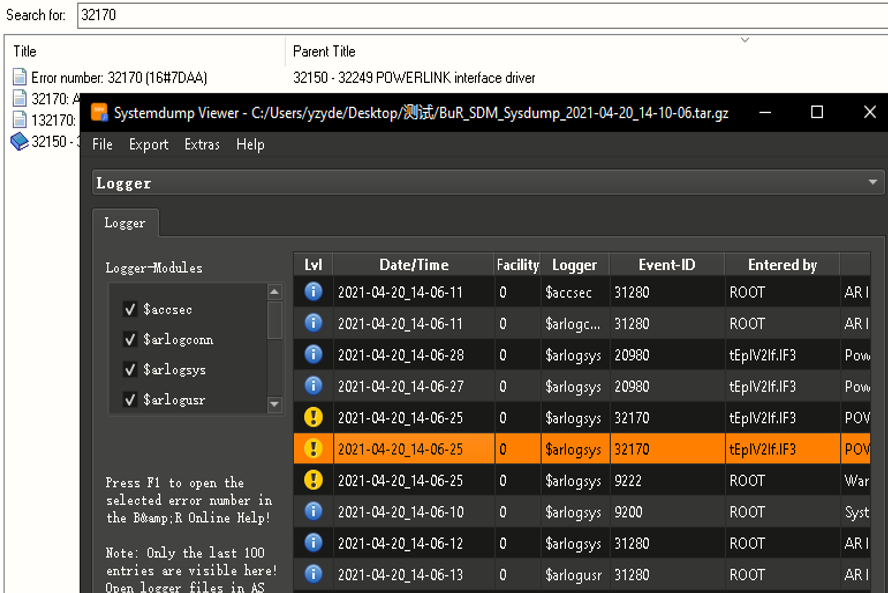 Search for: 32170
Title Parent Title
Error number: 32170 (16#7DAA) 32150 - 32249 POWERLINK interface driver
32170:
132170:
32150 -
Systemdump Viewer - C:/Users/yzyde/Desktop/测试/BuR_SDM_Sysdump_2021-04-20_14-10-06.tar.gz
File Export Extras Help
Logger
Logger
Logger-Modules
$accsec
$arlogconn
$arlogsys
$arlogusr
Press F1 to open the
selected error number in
the B&amp;R Online Help!
Note: Only the last 100
entries are visible here!
Open logger files in AS
Lvl Date/Time Facility Logger Event-ID Entered by
2021-04-20_14-06-11 0 $accsec 31280 ROOT AR I
2021-04-20_14-06-11 0 $arlogc... 31280 ROOT AR I
2021-04-20_14-06-28 0 $arlogsys 20980 tEplV2If.IF3 Pow
2021-04-20_14-06-27 0 $arlogsys 20980 tEplV2If.IF3 Pow
2021-04-20_14-06-25 0 $arlogsys 32170 tEplV2If.IF3 POV
2021-04-20_14-06-25 0 $arlogsys 32170 tEplV2If.IF3 POV
2021-04-20_14-06-25 0 $arlogsys 9222 ROOT War
2021-04-20_14-06-10 0 $arlogsys 9200 ROOT Syst
2021-04-20_14-06-12 0 $arlogsys 31280 ROOT AR I
2021-04-20_14-06-13 0 $arlogusr 31280 ROOT AR I